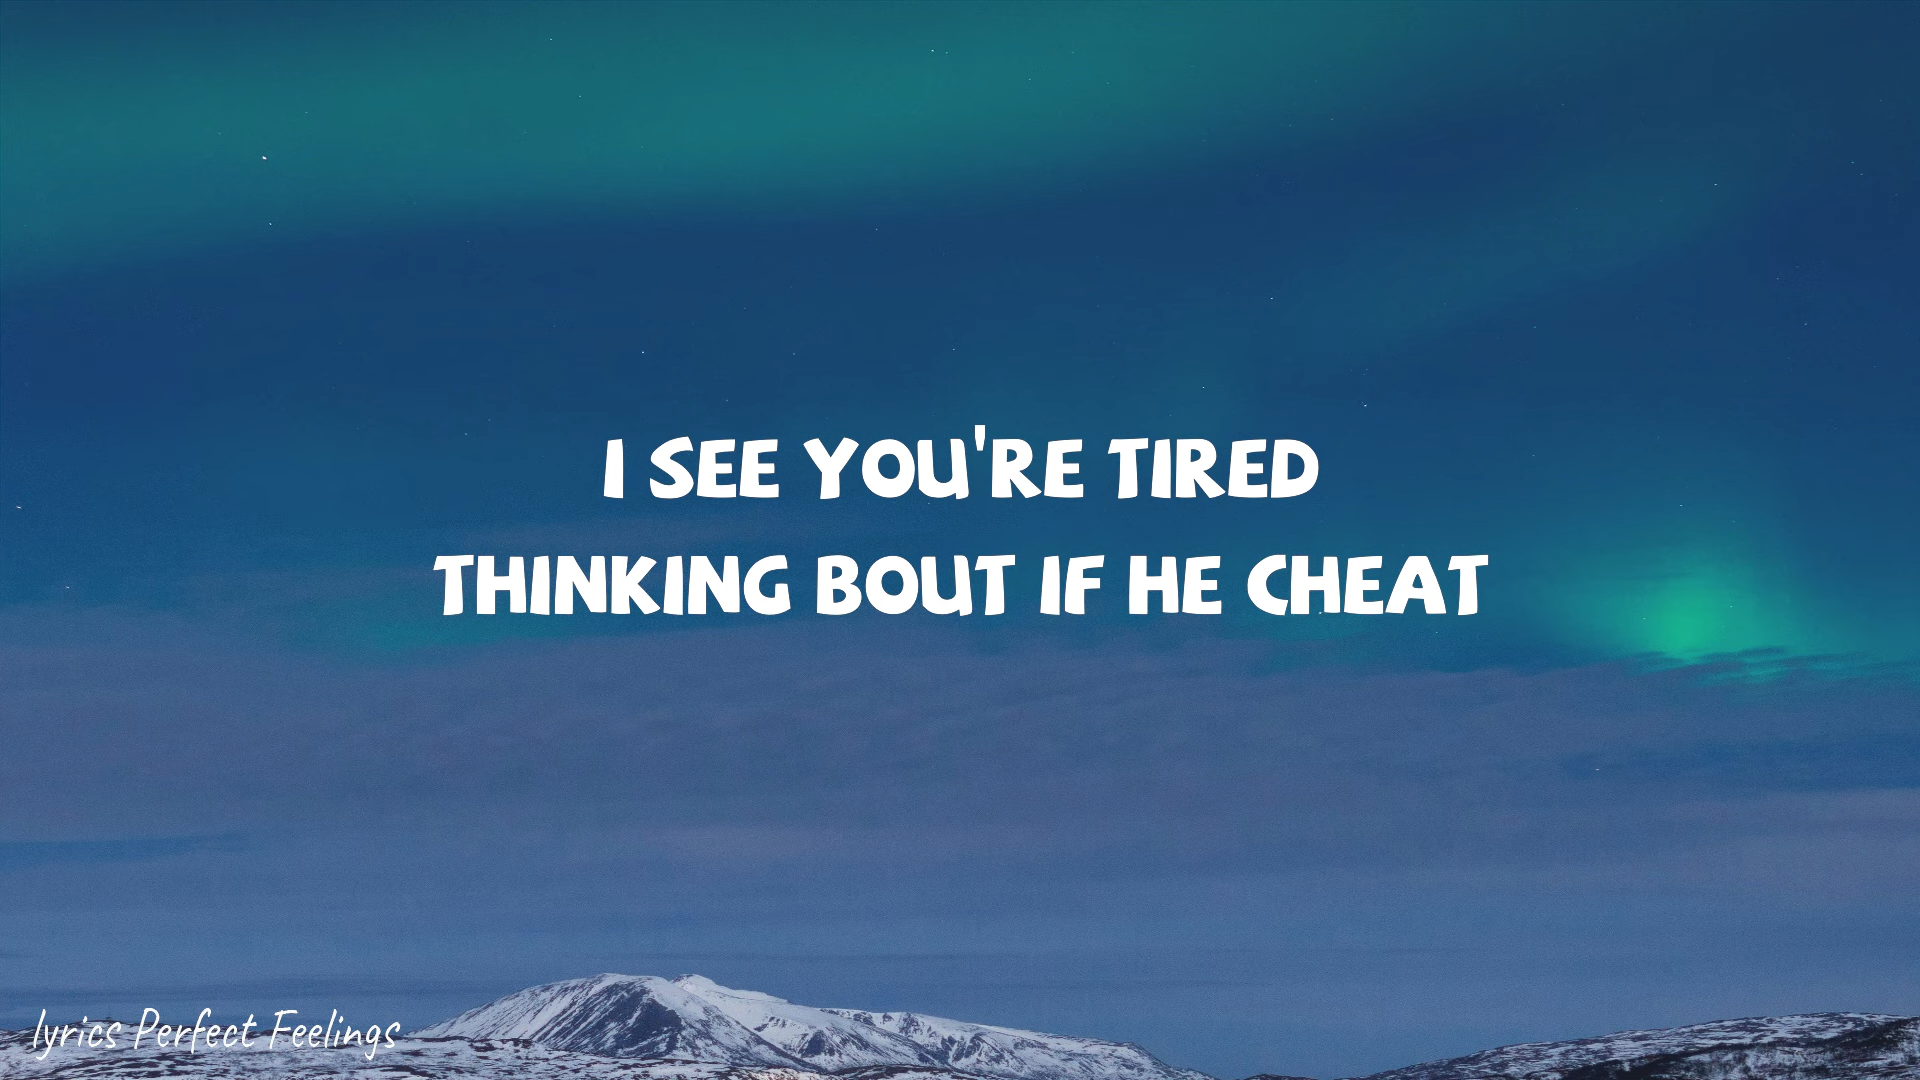 I SEE YOU'RE TIRED
THINKING BOUT IF HE CHEAT
lyrics Perfect Feelings